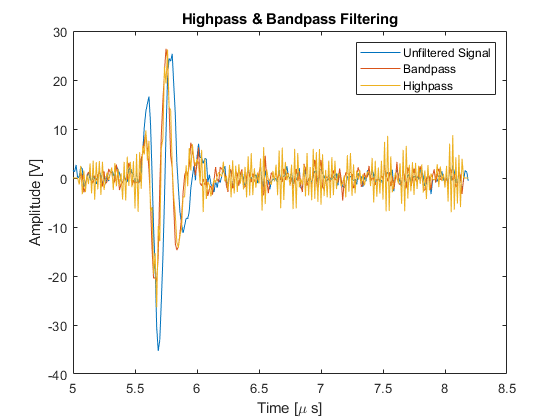 Highpass & Bandpass Filtering
Unfiltered Signal
Bandpass
Highpass
30
20
10
0
-10
-20
-30
-40
Amplitude [V]
5
5.5
6
6.5
7
7.5
8
8.5
Time [μ s]